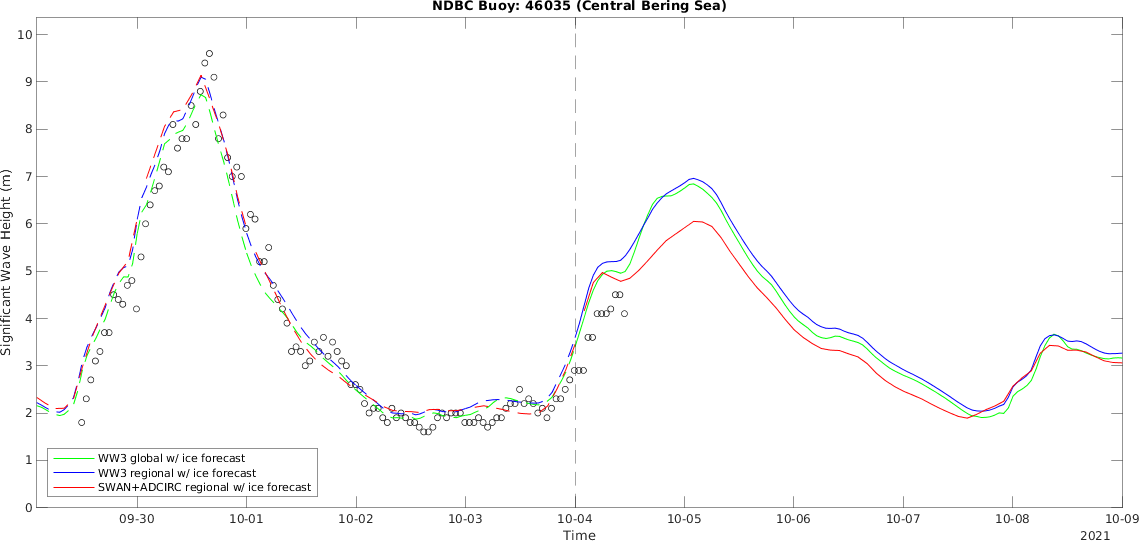 NDBC Buoy: 46035 (Central Bering Sea)
10
9
8
7
6
5
4
3
2
1
0
Significant Wave Height (m)
WW3 global w/ ice forecast
WW3 regional w/ ice forecast
SWAN+ADCIRC regional w/ ice forecast
09-30 10-01 10-02 10-03 10-04 10-05 10-06 10-07 10-08 10-09
Time
2021